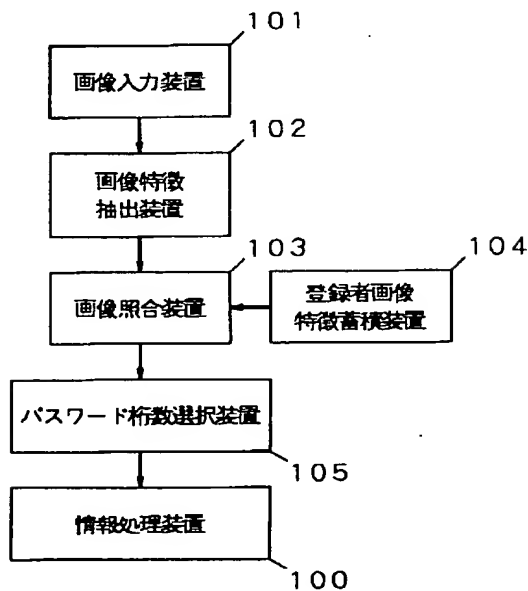 101
画像入力装置
102
画像特徴
抽出装置
103
画像照合装置
104
登録者画像
特徴蓄積装置
パスワード桁数選択装置
105
情報処理装置
100